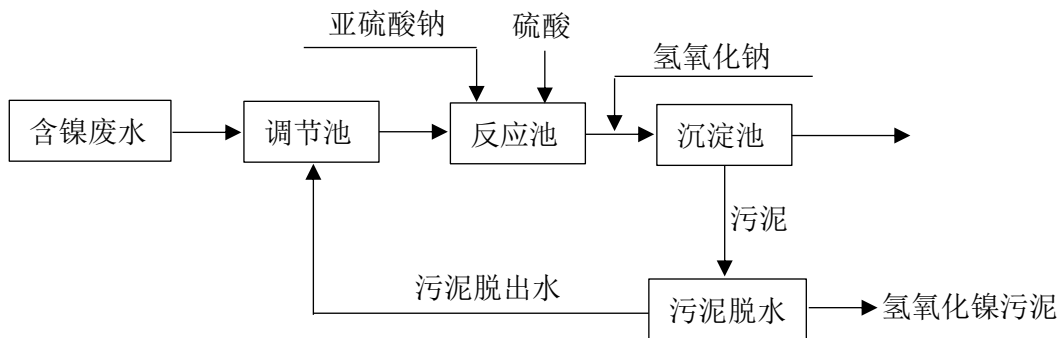 亚硫酸钠
硫酸
氢氧化钠
含镍废水
调节池
反应池
沉淀池
污泥
污泥脱出水
污泥脱水
氢氧化镍污泥